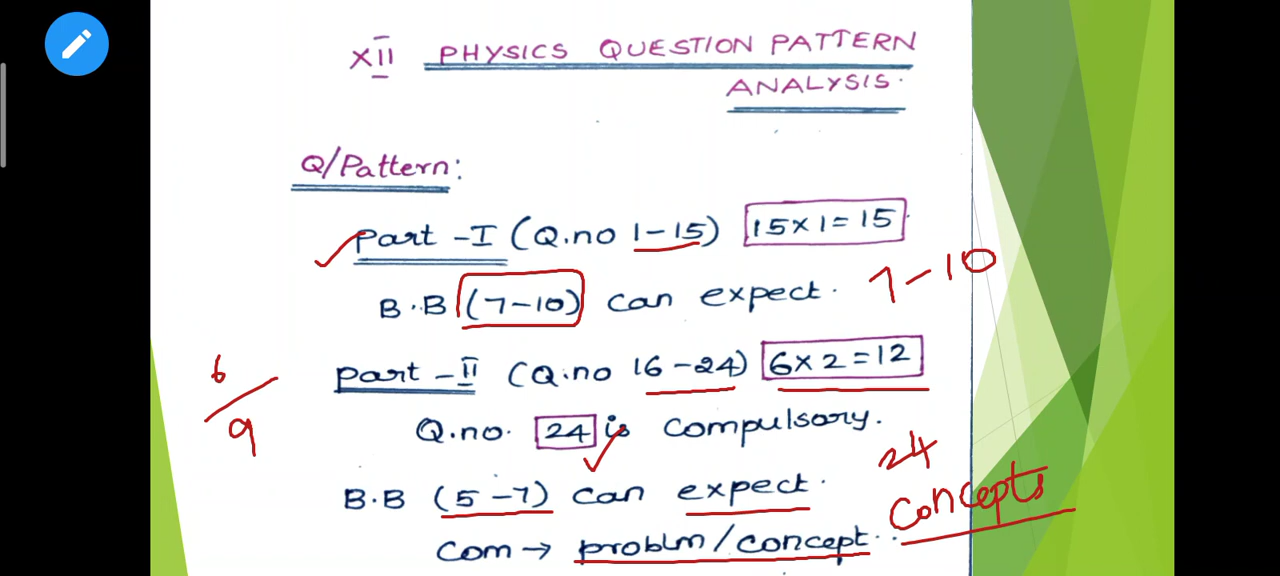 XII PHYSICS QUESTION PATTERN
ANALYSIS.
Q/Pattern:
Part - I (Q.no 1-15) 15×1=15
B.B (7-10) can expect. 7-10
Part - II (Q.no 16-24) 6×2=12
6/9
Q.no. 24 is compulsory.
24
B.B (5-7) can expect.
Concepts
Com → problm/concept.